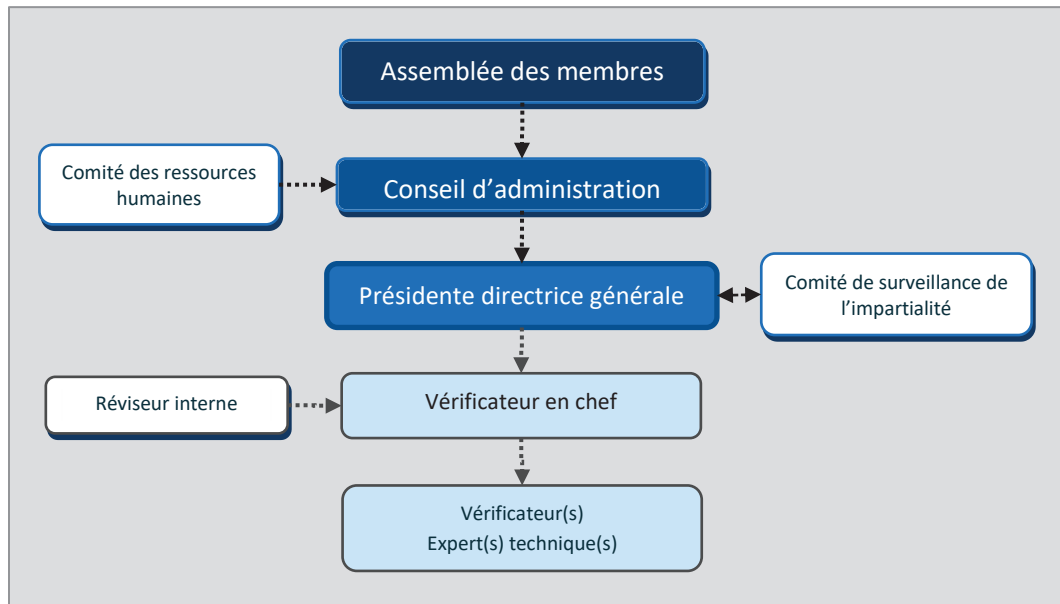 Assemblée des membres
Comité des ressources
humaines
Conseil d’administration
Présidente directrice générale
Comité de surveillance de
l’impartialité
Réviseur interne
Vérificateur en chef
Vérificateur(s)
Expert(s) technique(s)